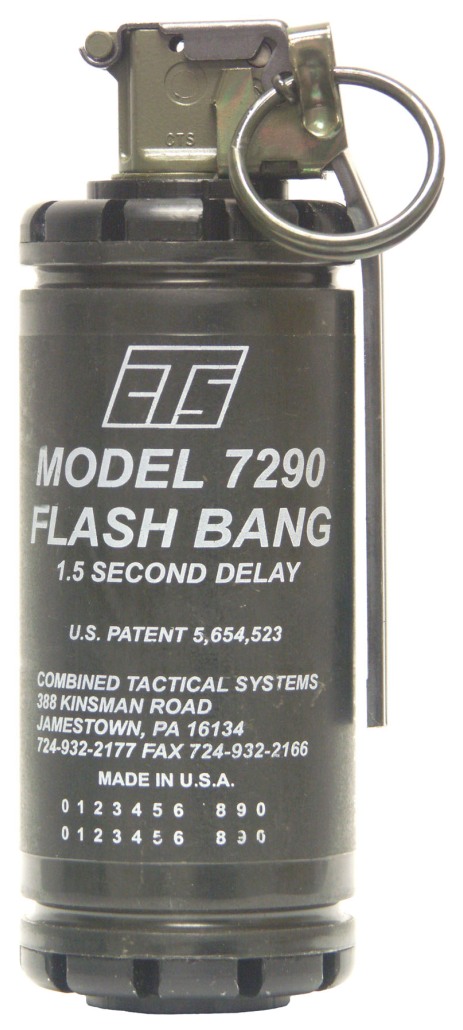 CTS
CTS
MODEL 7290
FLASH BANG
1.5 SECOND DELAY
U.S. PATENT 5,654,523
COMBINED TACTICAL SYSTEMS
388 KINSMAN ROAD
JAMESTOWN, PA 16134
724-932-2177 FAX 724-932-2166
MADE IN U.S.A.
0 1 2 3 4 5 6 8 9 0
0 1 2 3 4 5 6 8 9 0